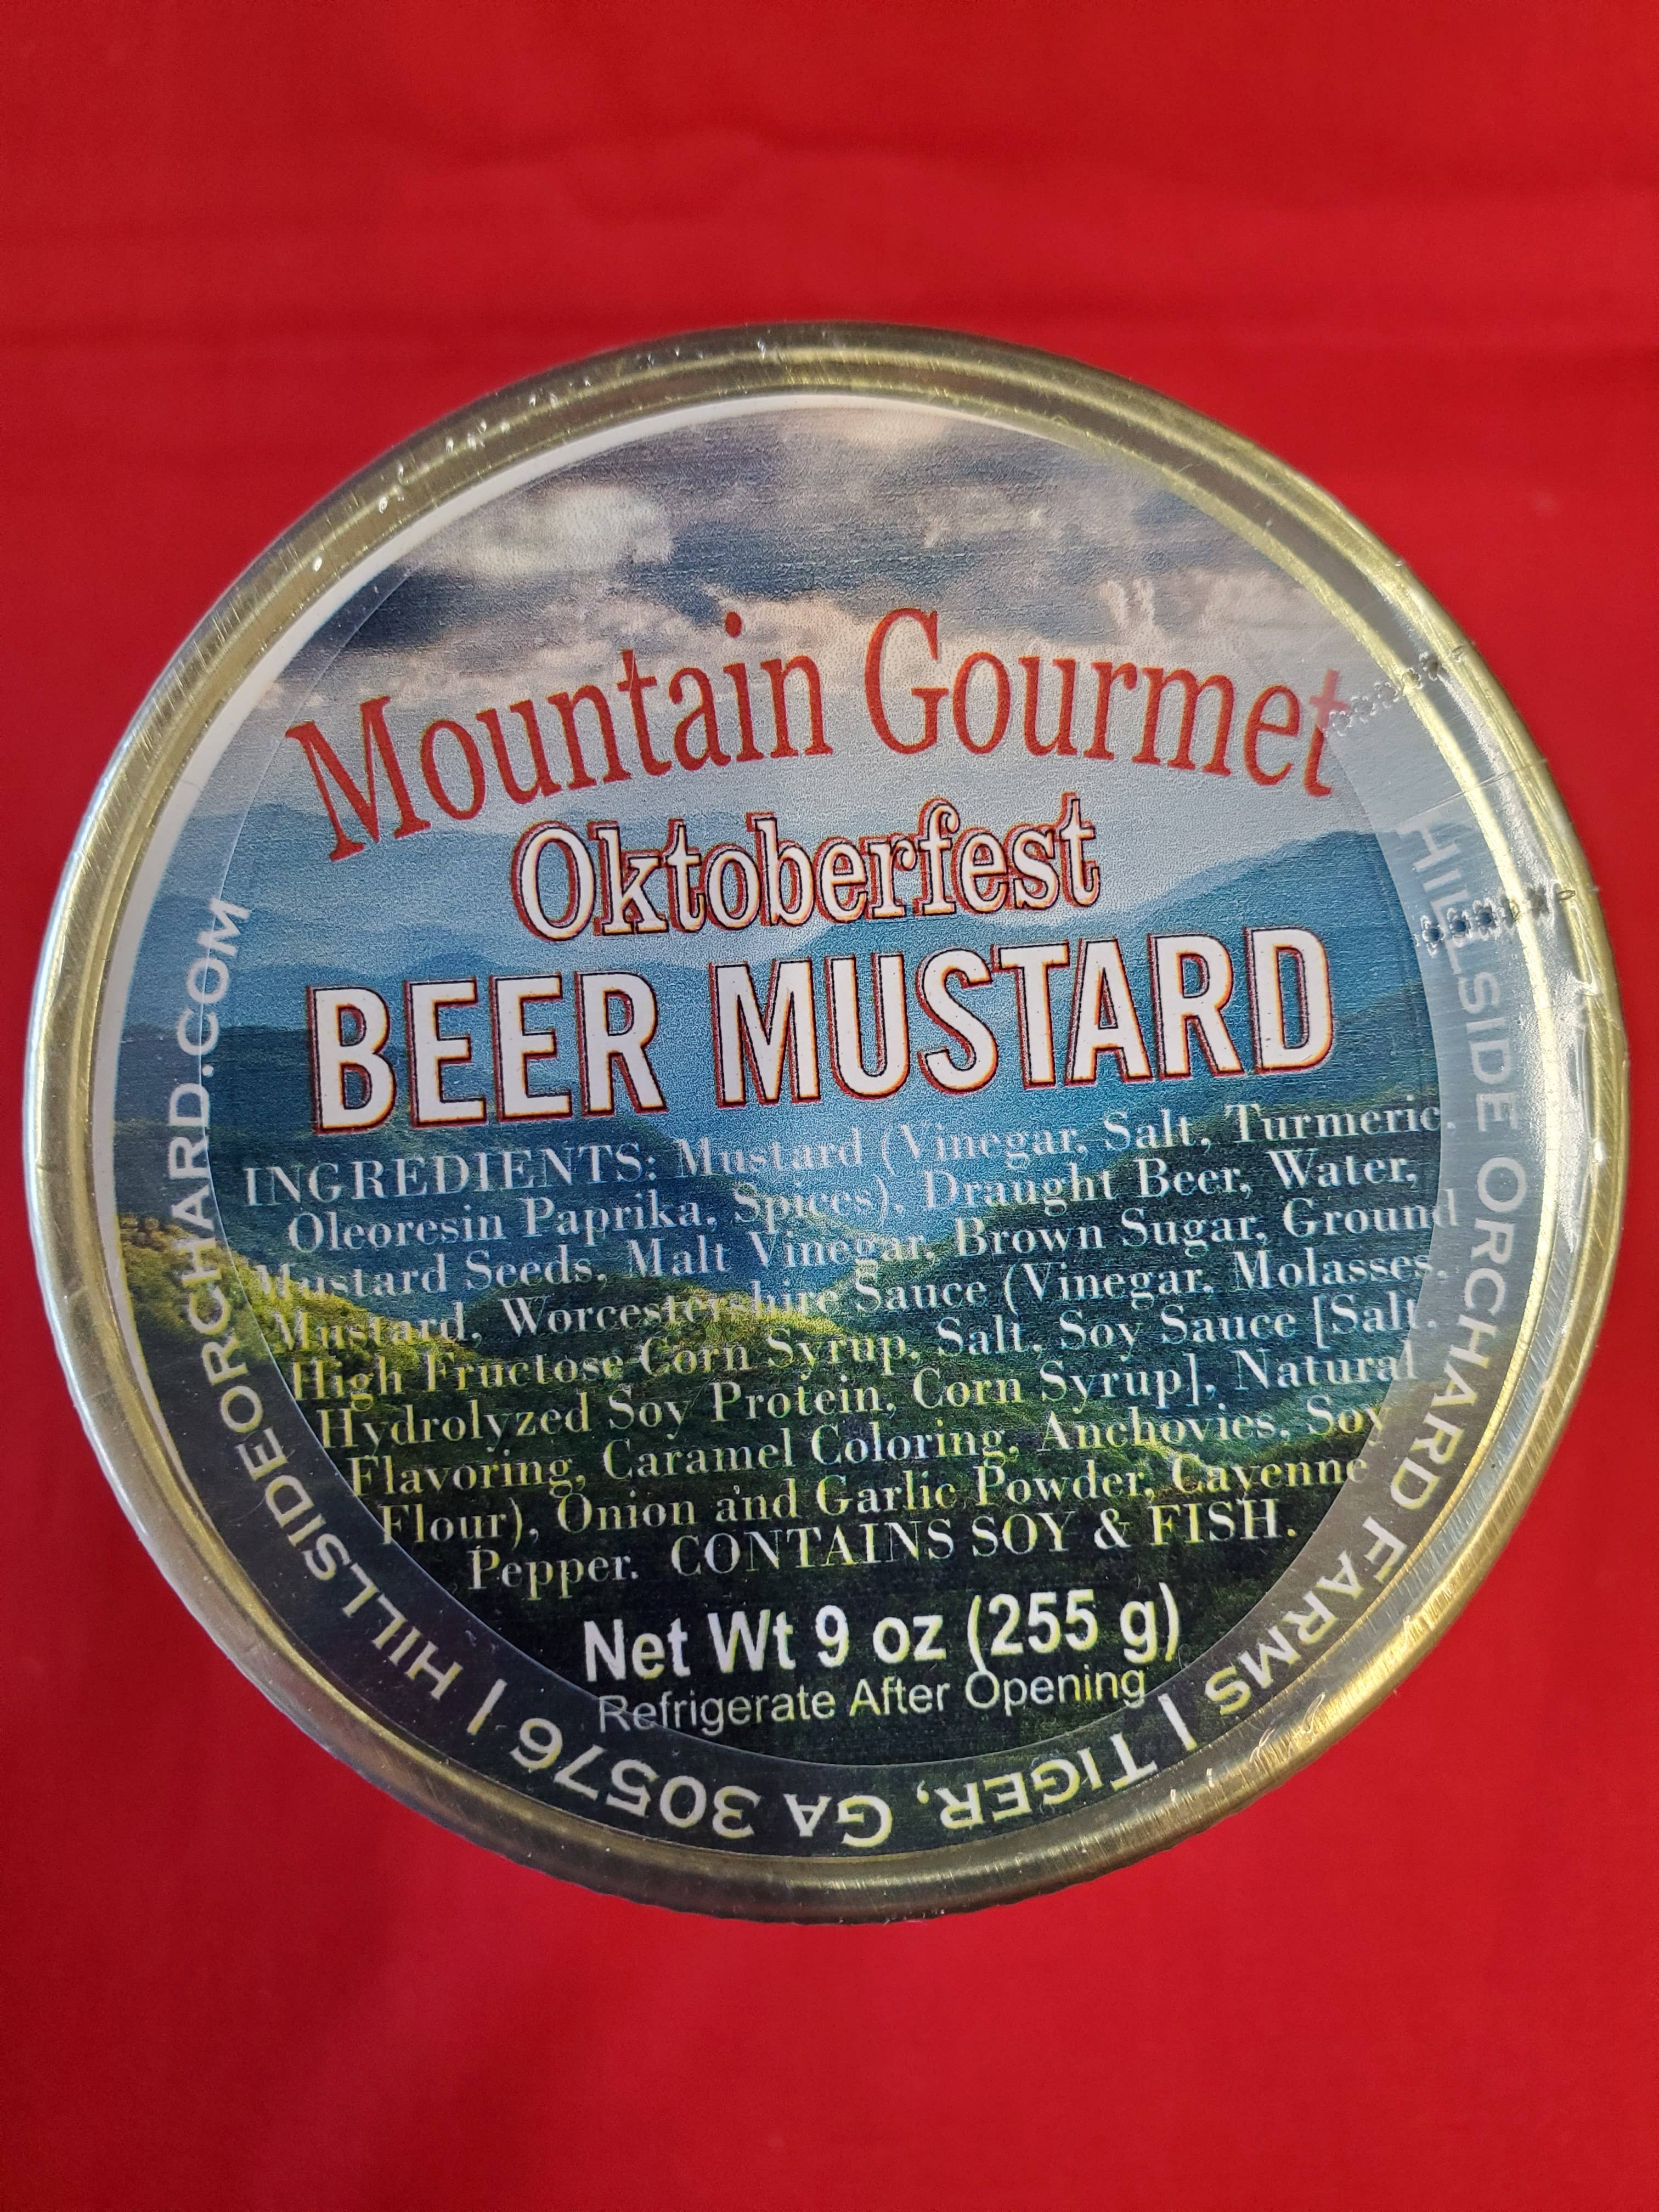 Mountain Gourmet
Oktoberfest
BEER MUSTARD
INGREDIENTS: Mustard (Vinegar, Salt, Turmeric,
Oleoresin Paprika, Spices), Draught Beer, Water,
Mustard Seeds, Malt Vinegar, Brown Sugar, Ground
Mustard, Worcestershire Sauce (Vinegar, Molasses,
High Fructose Corn Syrup, Salt, Soy Sauce [Salt,
Hydrolyzed Soy Protein, Corn Syrup], Natural
Flavoring, Caramel Coloring, Anchovies, Soy
Flour), Onion and Garlic Powder, Cayenne
Pepper. CONTAINS SOY & FISH.
Net Wt 9 oz (255 g)
Refrigerate After Opening
HILLSIDE ORCHARD FARMS | TIGER, GA 30576 | HILLSIDEORCHARD.COM